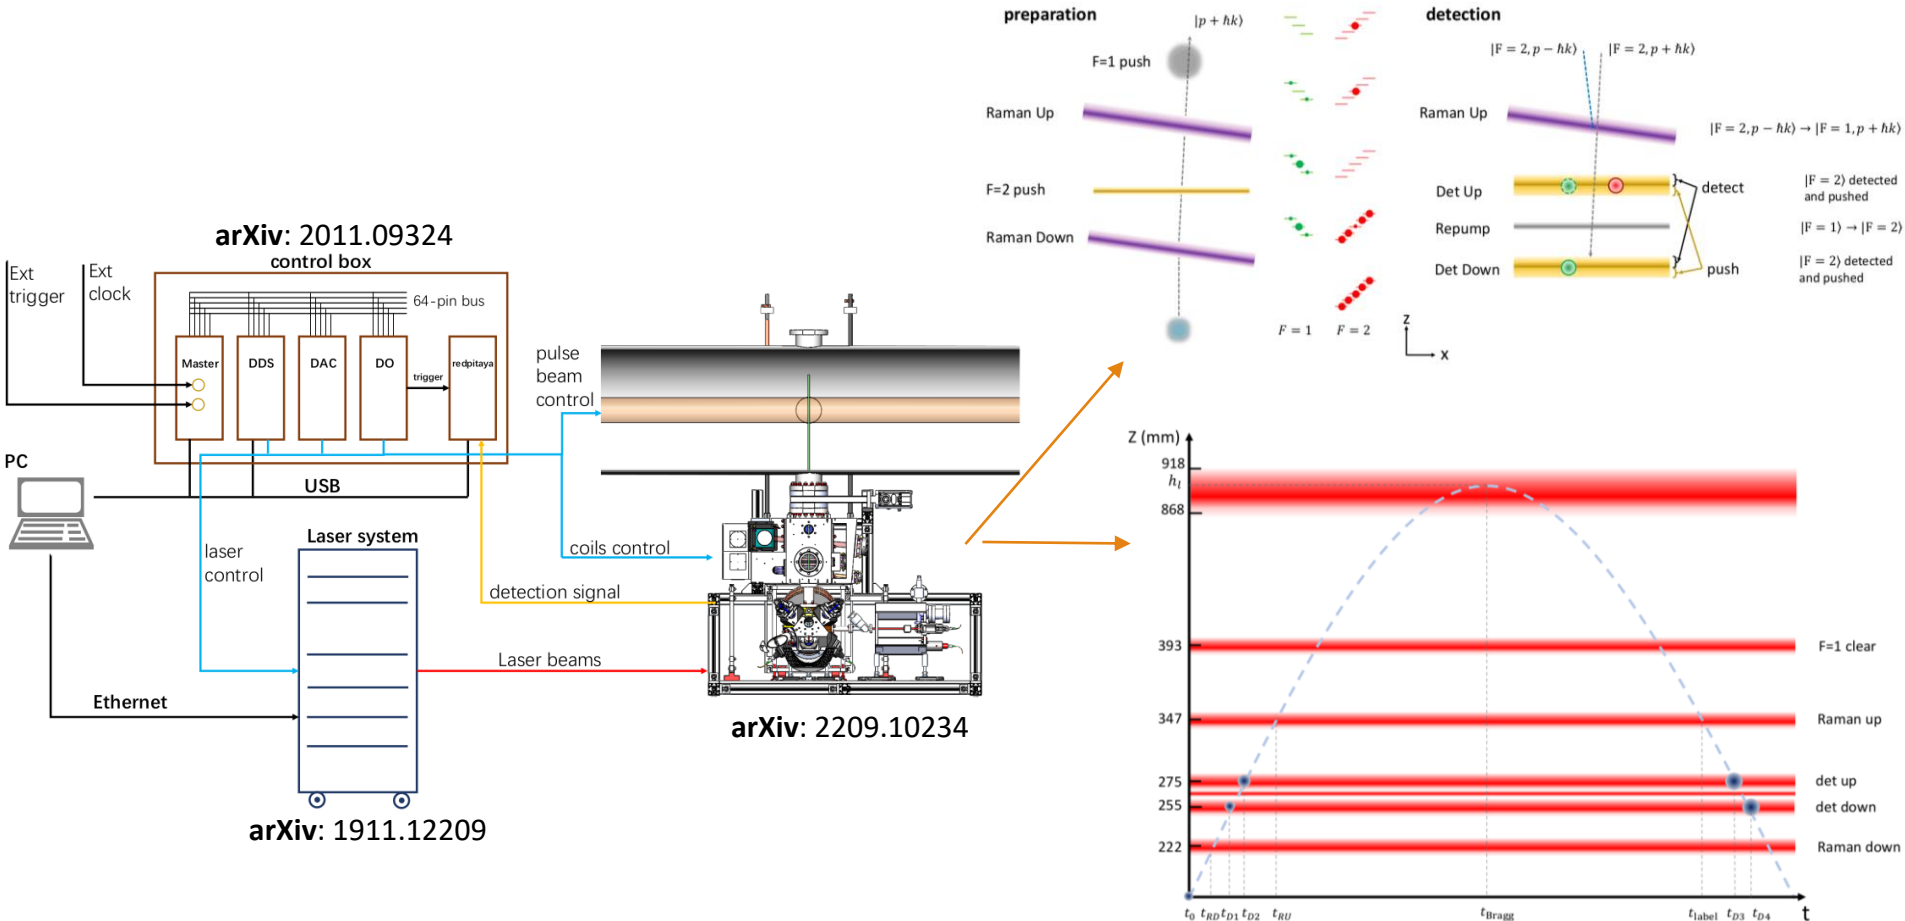 arXiv: 2011.09324
control box
Ext
trigger
Ext
clock
64-pin bus
Master
DDS
DAC
DO
trigger
redpitaya
PC
USB
pulse
beam
control
laser
control
Laser system
coils control
detection signal
Laser beams
Ethernet
arXiv: 2209.10234
arXiv: 1911.12209
preparation
|p + ħk⟩
F=1 push
Raman Up
F=2 push
Raman Down
F = 1
F = 2
z
x
detection
|F = 2, p − ħk⟩
|F = 2, p + ħk⟩
Raman Up
|F = 2, p − ħk⟩ → |F = 1, p + ħk⟩
Det Up
detect
|F = 2⟩ detected
and pushed
Repump
|F = 1⟩ → |F = 2⟩
Det Down
push
|F = 2⟩ detected
and pushed
Z (mm)
918
h_l
868
393
F=1 clear
347
Raman up
275
det up
255
det down
222
Raman down
t_0 t_RD t_D1 t_D2 t_RU t_Bragg t_label t_D3 t_D4 t